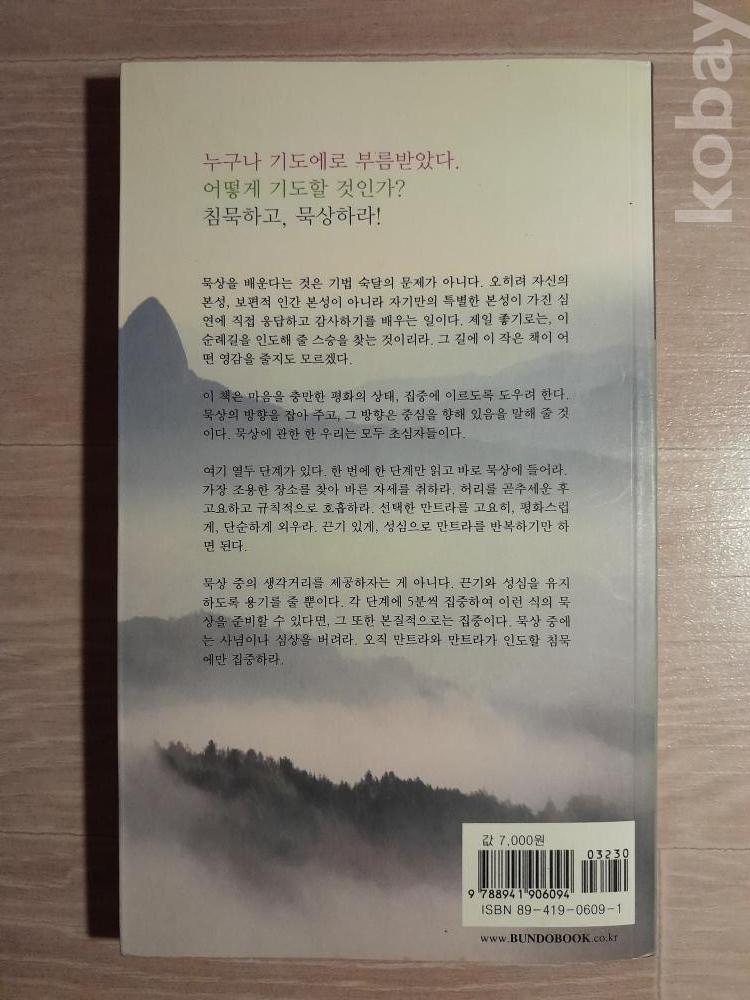 kobay
누구나 기도에로 부름받았다.
어떻게 기도할 것인가?
침묵하고, 묵상하라!
묵상을 배운다는 것은 기법 숙달의 문제가 아니다. 오히려 자신의
본성, 보편적 인간 본성이 아니라 자기만의 특별한 본성이 가진 심
연에 직접 응답하고 감사하기를 배우는 일이다. 제일 좋기로는, 이
순례길을 인도해 줄 스승을 찾는 것이리라. 그 길에 이 작은 책이 어
떤 영감을 줄지도 모르겠다.
이 책은 마음을 충만한 평화의 상태, 집중에 이르도록 도우려 한다.
묵상의 방향을 잡아 주고, 그 방향은 중심을 향해 있음을 말해 줄 것
이다. 묵상에 관한 한 우리는 모두 초심자들이다.
여기 열두 단계가 있다. 한 번에 한 단계만 읽고 바로 묵상에 들어라.
가장 조용한 장소를 찾아 바른 자세를 취하라. 허리를 곧추세운 후
고요하고 규칙적으로 호흡하라. 선택한 만트라를 고요히, 평화스럽
게, 단순하게 외우라. 끈기 있게, 성심으로 만트라를 반복하기만 하
면 된다.
묵상 중의 생각거리를 제공하자는 게 아니다. 끈기와 성심을 유지
하도록 용기를 줄 뿐이다. 각 단계에 5분씩 집중하여 이런 식의 묵
상을 준비할 수 있다면, 그 또한 본질적으로는 집중이다. 묵상 중에
는 사념이나 심상을 버려라. 오직 만트라와 만트라가 인도할 침묵
에만 집중하라.
값 7,000원
03230
9 788941 906094
ISBN 89-419-0609-1
www.BUNDOBOOK.co.kr